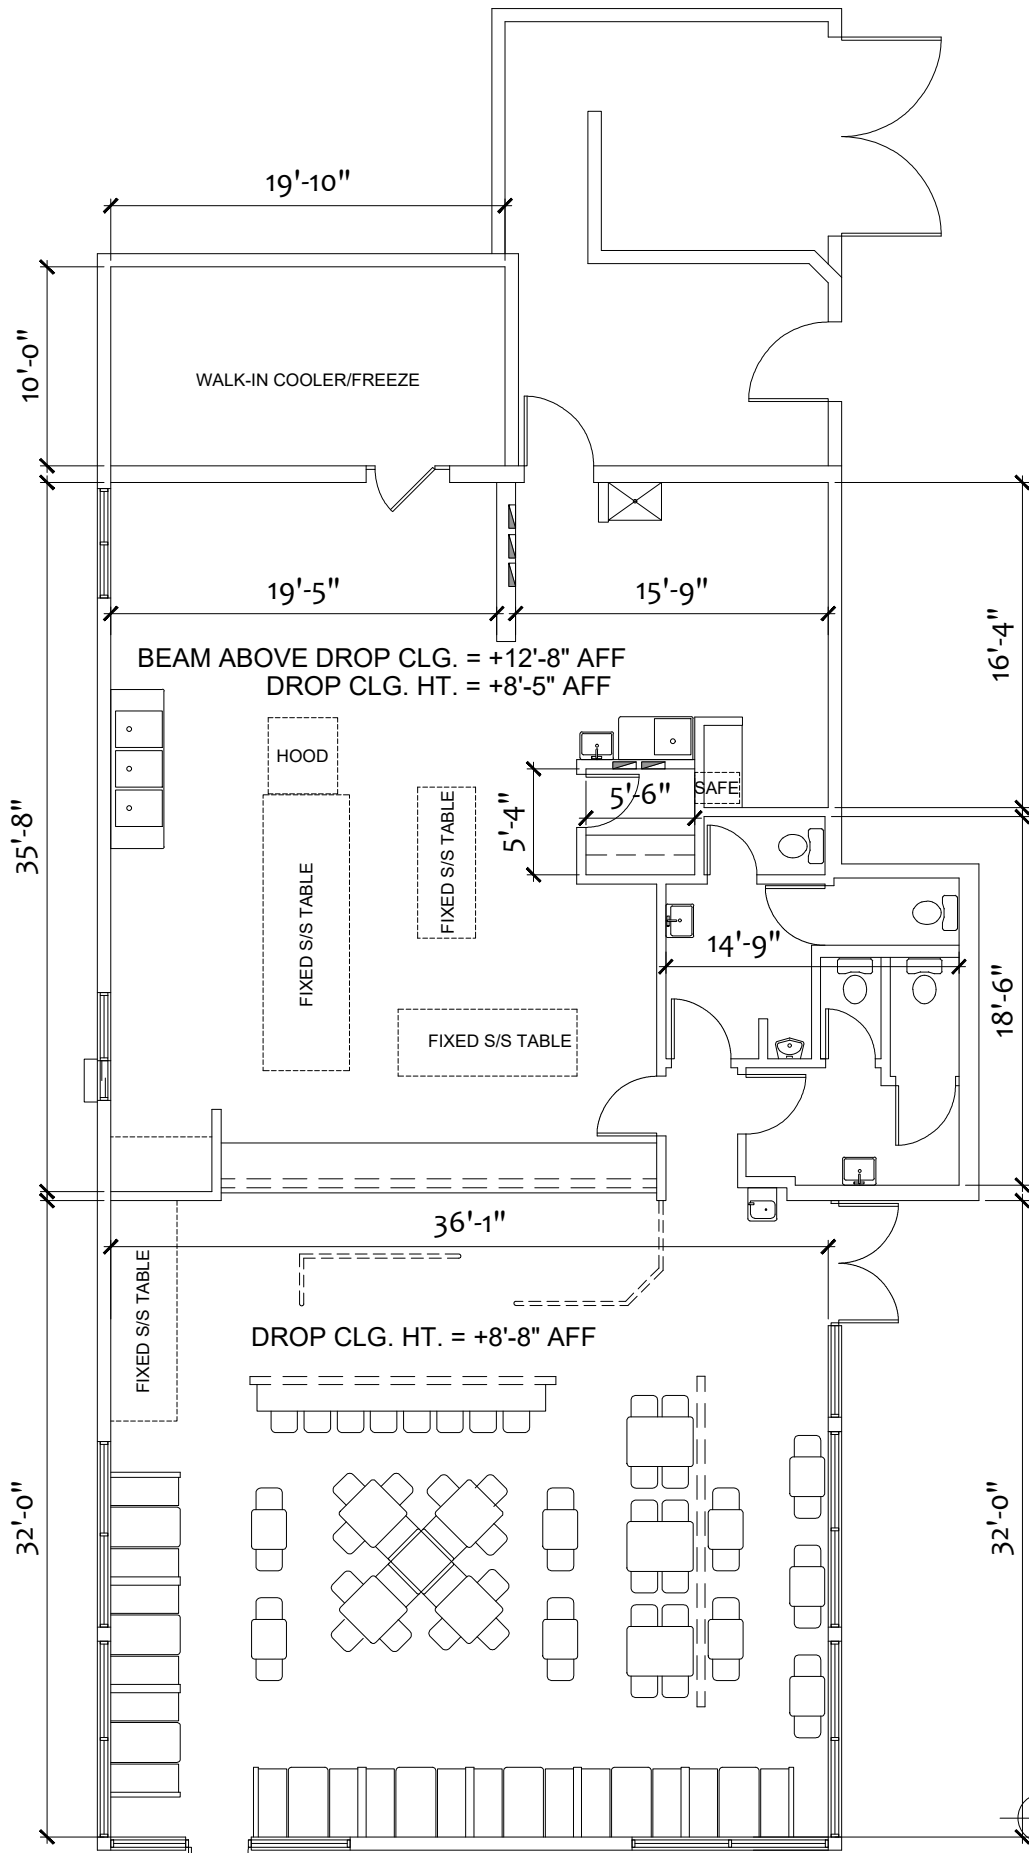 19'-10"
10'-0"
WALK-IN COOLER/FREEZE
19'-5"
15'-9"
16'-4"
BEAM ABOVE DROP CLG. = +12'-8" AFF
DROP CLG. HT. = +8'-5" AFF
HOOD
SAFE
5'-6"
5'-4"
35'-8"
FIXED S/S TABLE
FIXED S/S TABLE
14'-9"
18'-6"
FIXED S/S TABLE
36'-1"
FIXED S/S TABLE
DROP CLG. HT. = +8'-8" AFF
32'-0"
32'-0"